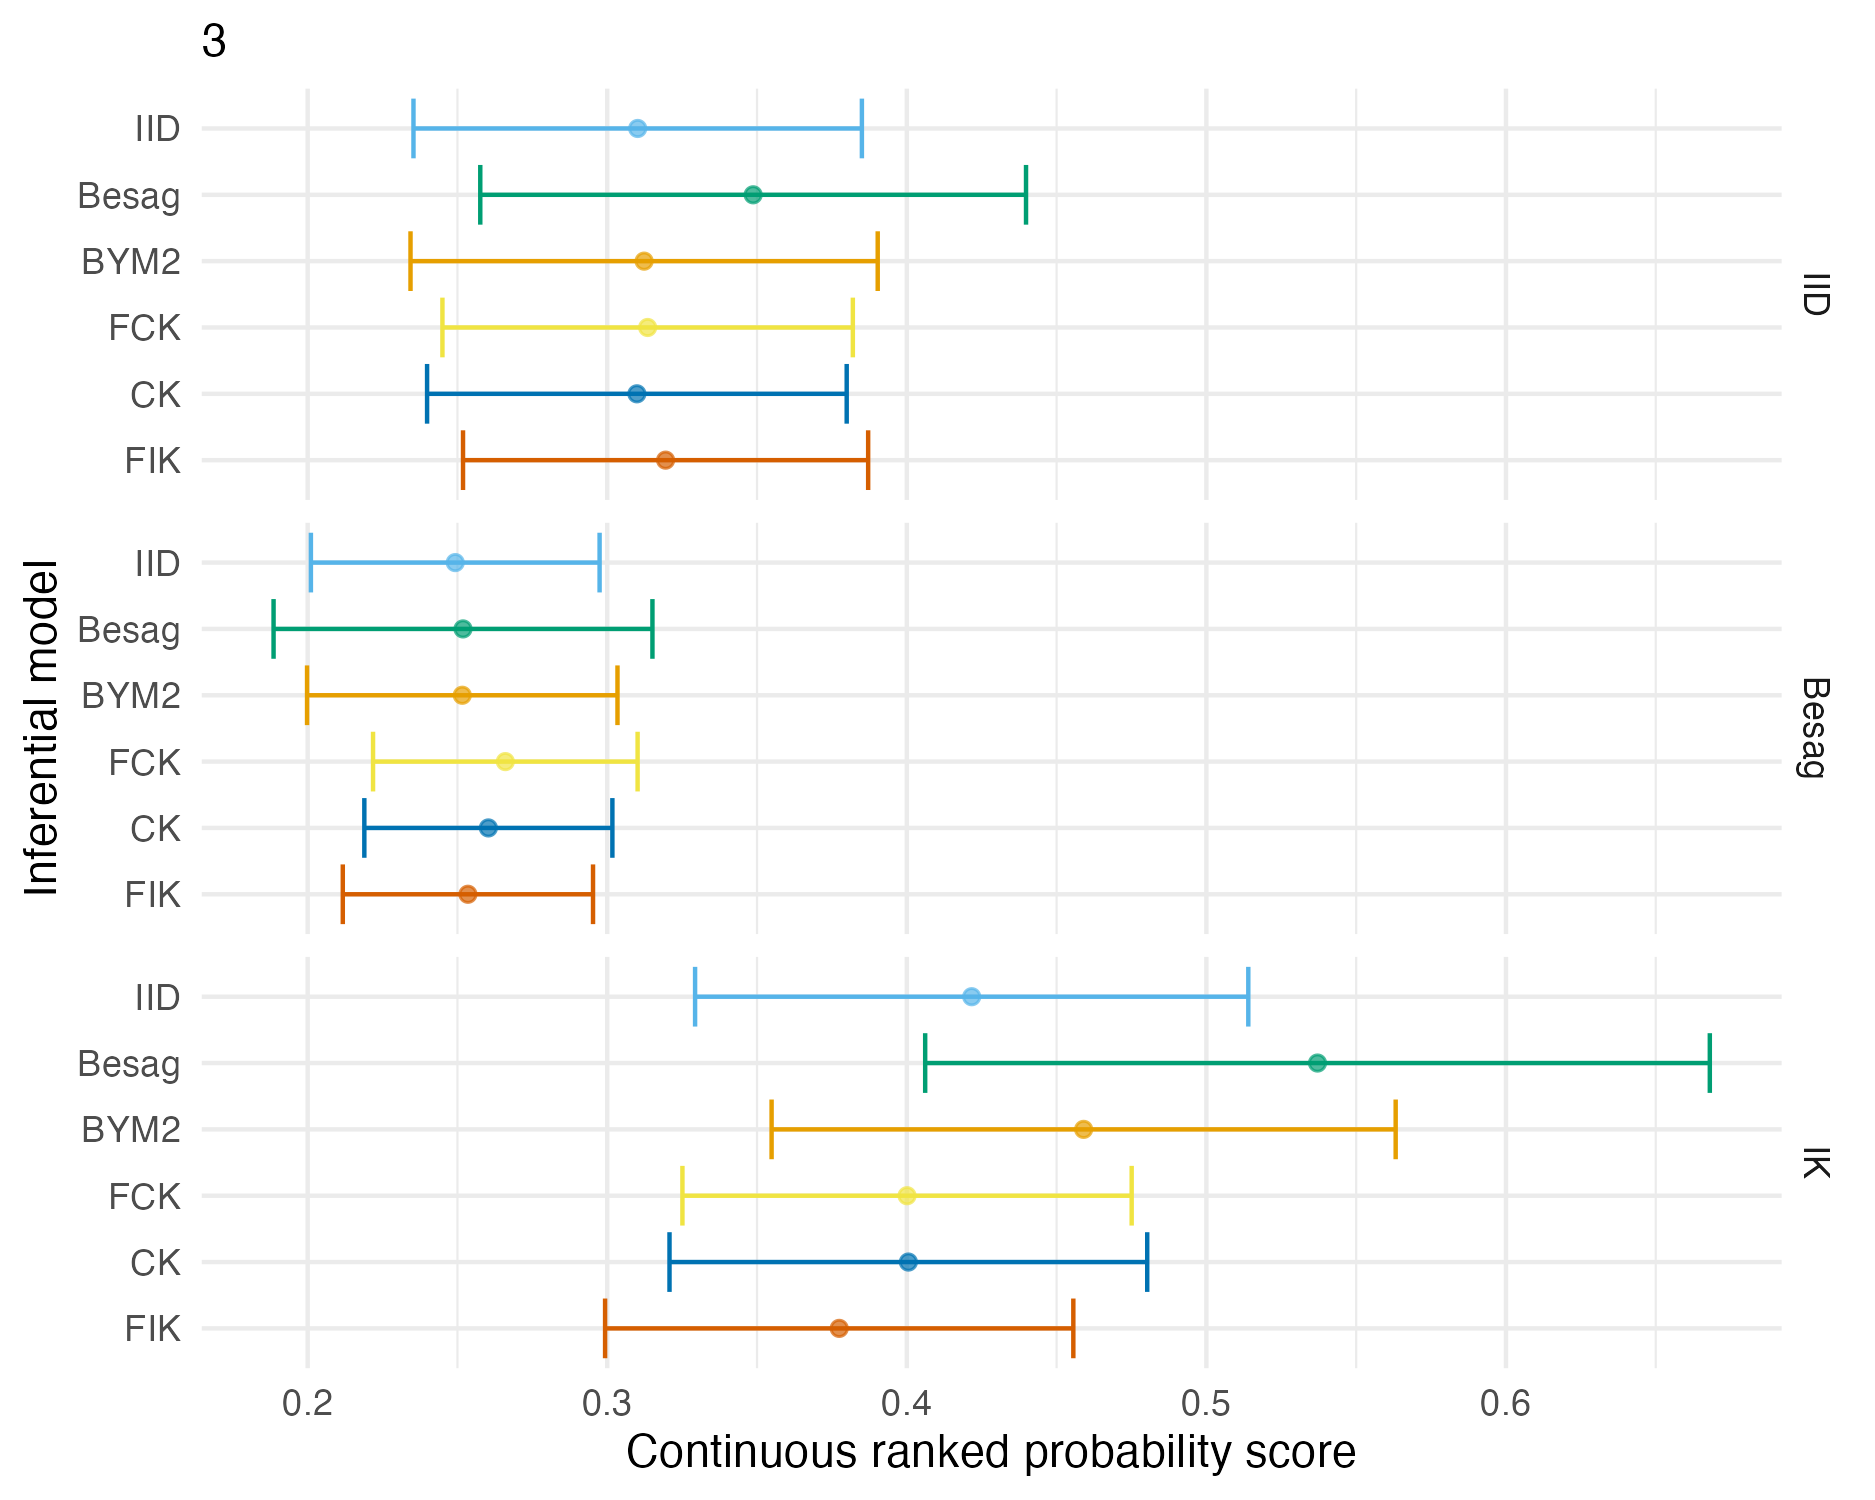 3
IID
Besag
BYM2
FCK
CK
FIK
IID
IID
Besag
BYM2
FCK
CK
FIK
Besag
IID
Besag
BYM2
FCK
CK
FIK
IK
Inferential model
0.2 0.3 0.4 0.5 0.6
Continuous ranked probability score